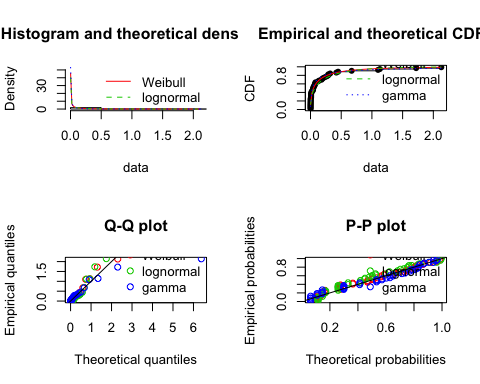 Histogram and theoretical dens
Density
0 30
Weibull
lognormal
0.0 0.5 1.0 1.5 2.0
data
Empirical and theoretical CDF
CDF
0.0 0.8
lognormal
gamma
0.0 0.5 1.0 1.5 2.0
data
Q-Q plot
Empirical quantiles
0.0 1.5
Weibull
lognormal
gamma
0 1 2 3 4 5 6
Theoretical quantiles
P-P plot
Empirical probabilities
0.0 0.8
Weibull
lognormal
gamma
0.2 0.6 1.0
Theoretical probabilities